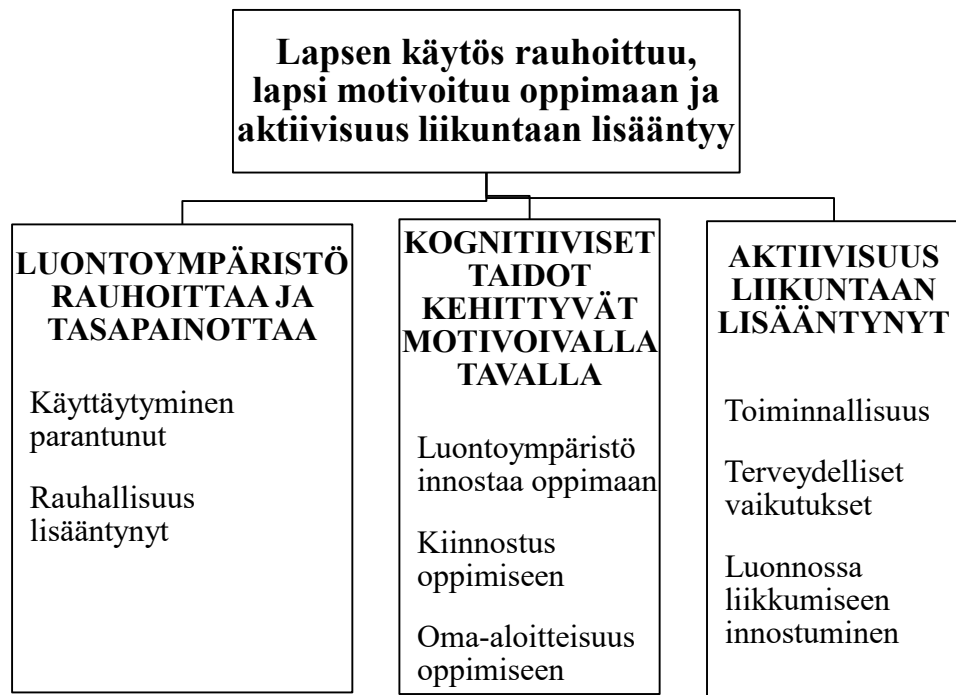 Lapsen käytös rauhoittuu,
lapsi motivoituu oppimaan ja
aktiivisuus liikuntaan lisääntyy
LUONTOYMPÄRISTÖ
RAUHOITTAA JA
TASAPAINOTTAA
Käyttäytyminen
parantunut
Rauhallisuus
lisääntynyt
KOGNITIIVISET
TAIDOT
KEHITTYVÄT
MOTIVOIVALLA
TAVALLA
Luontoympäristö
innostaa oppimaan
Kiinnostus
oppimiseen
Oma-aloitteisuus
oppimiseen
AKTIIVISUUS
LIIKUNTAAN
LISÄÄNTYNYT
Toiminnallisuus
Terveydelliset
vaikutukset
Luonnossa
liikkumiseen
innostuminen